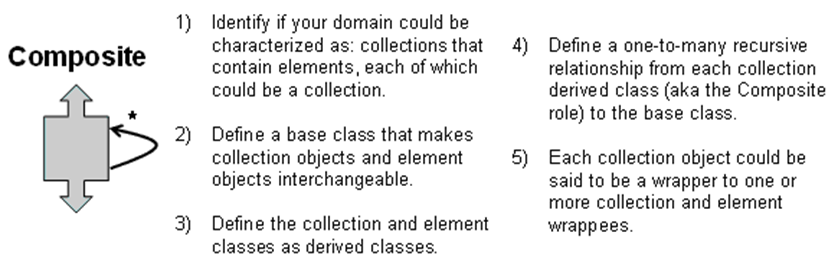 Composite
*
1) Identify if your domain could be
characterized as: collections that
contain elements, each of which
could be a collection.
2) Define a base class that makes
collection objects and element
objects interchangeable.
3) Define the collection and element
classes as derived classes.
4) Define a one-to-many recursive
relationship from each collection
derived class (aka the Composite
role) to the base class.
5) Each collection object could be
said to be a wrapper to one or
more collection and element
wrappees.